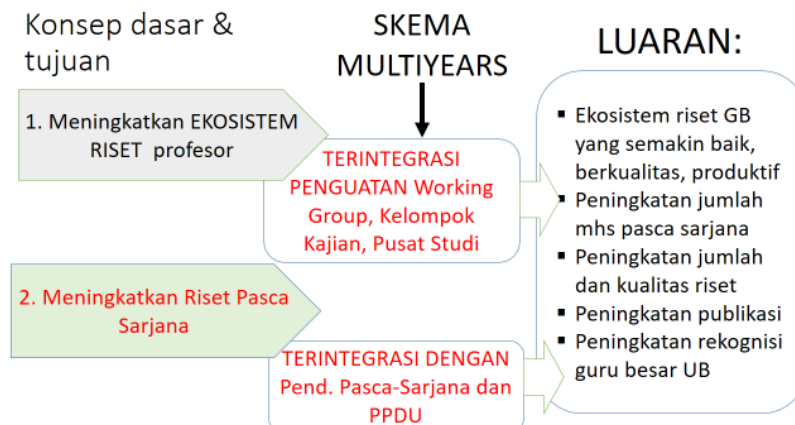 Konsep dasar &
tujuan
SKEMA
MULTIYEARS
LUARAN:
1. Meningkatkan EKOSISTEM
RISET profesor
TERINTEGRASI
PENGUATAN Working
Group, Kelompok
Kajian, Pusat Studi
2. Meningkatkan Riset Pasca
Sarjana
TERINTEGRASI DENGAN
Pend. Pasca-Sarjana dan
PPDU
▪ Ekosistem riset GB
yang semakin baik,
berkualitas, produktif
▪ Peningkatan jumlah
mhs pasca sarjana
▪ Peningkatan jumlah
dan kualitas riset
▪ Peningkatan publikasi
▪ Peningkatan rekognisi
guru besar UB